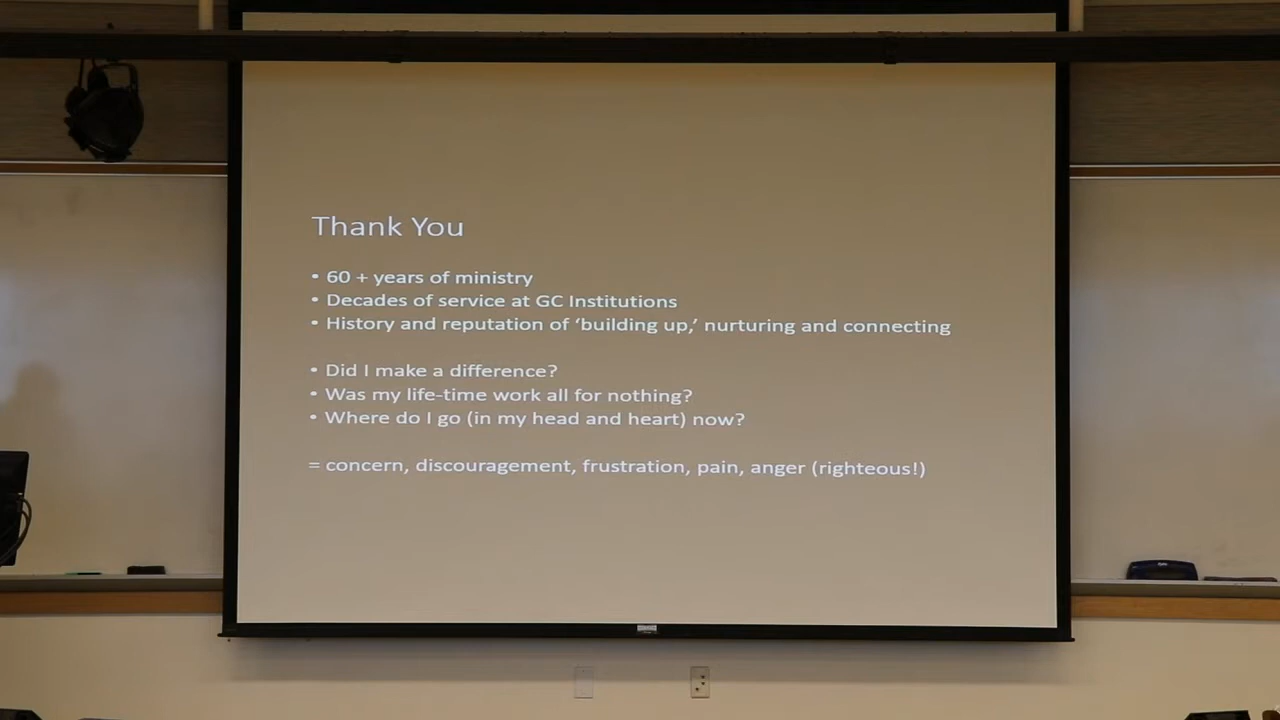 Thank You
• 60 + years of ministry
• Decades of service at GC Institutions
• History and reputation of ‘building up,’ nurturing and connecting
• Did I make a difference?
• Was my life-time work all for nothing?
• Where do I go (in my head and heart) now?
= concern, discouragement, frustration, pain, anger (righteous!)